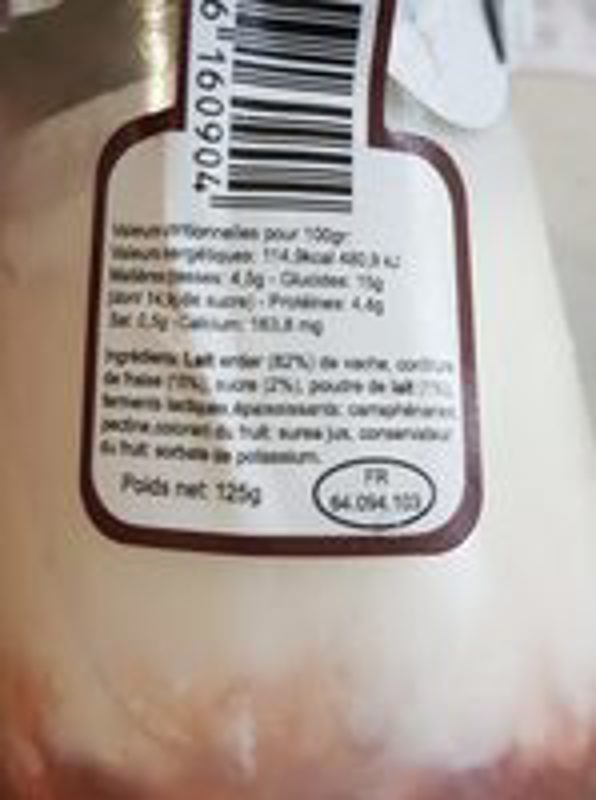 6"160904
Valeurs nutritionnelles pour 100gr
Valeurs énergétiques: 114,9kcal 480,9 kJ
Matières grasses: 4,5g - Glucides: 15g
(dont 14,9g de sucre) - Protéines: 4,4g
Sel: 0,5g - Calcium: 163,8 mg
Ingrédients: Lait entier (82%) de vache, confiture
de fraise (15%), sucre (2%), poudre de lait (1%),
ferments lactiques, épaississants:
pectine, colorant du fruit: sureau jus, conservateur
du fruit: sorbate de potassium.
Poids net: 125g
FR
64.094.103